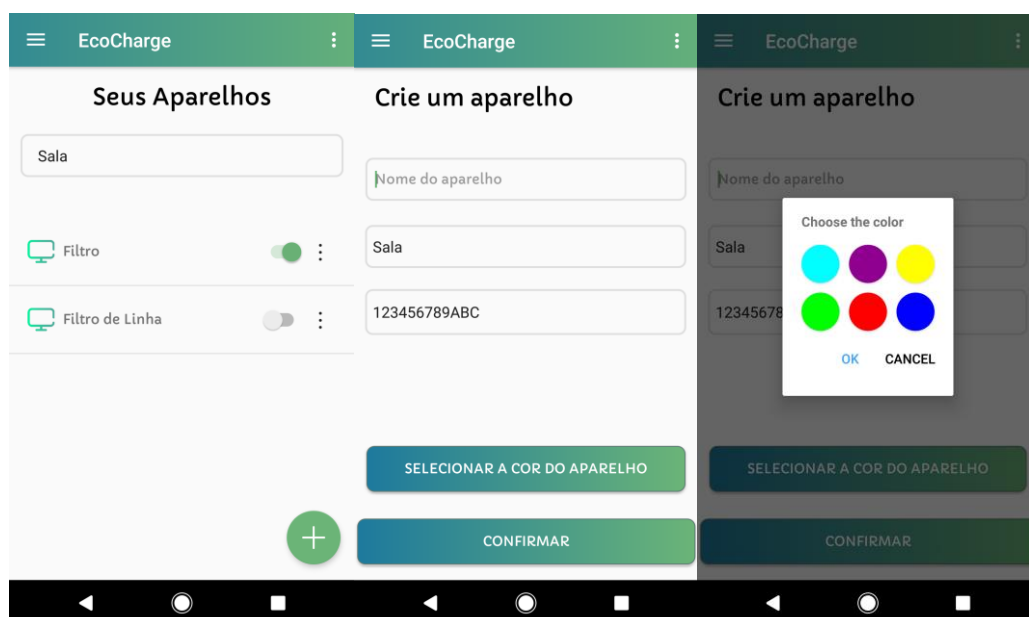 EcoCharge
Seus Aparelhos
Sala
Filtro
Filtro de Linha
EcoCharge
Crie um aparelho
Nome do aparelho
Sala
123456789ABC
SELECIONAR A COR DO APARELHO
CONFIRMAR
EcoCharge
Crie um aparelho
Nome do aparelho
Sala
12345678
Choose the color
OK CANCEL
SELECIONAR A COR DO APARELHO
CONFIRMAR